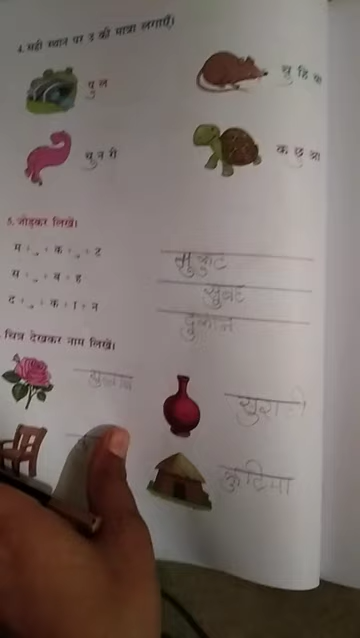 4. सही स्थान पर उ की मात्रा लगाएँ।
पु ल
चु हि या
चु न री
क छु आ
5. जोड़कर लिखें।
म + ु + क + ु + ट
मुकुट
स + ु + ब + ह
सुबह
द + ु + क + ा + न
दुकान
चित्र देखकर नाम लिखें।
कुटिया